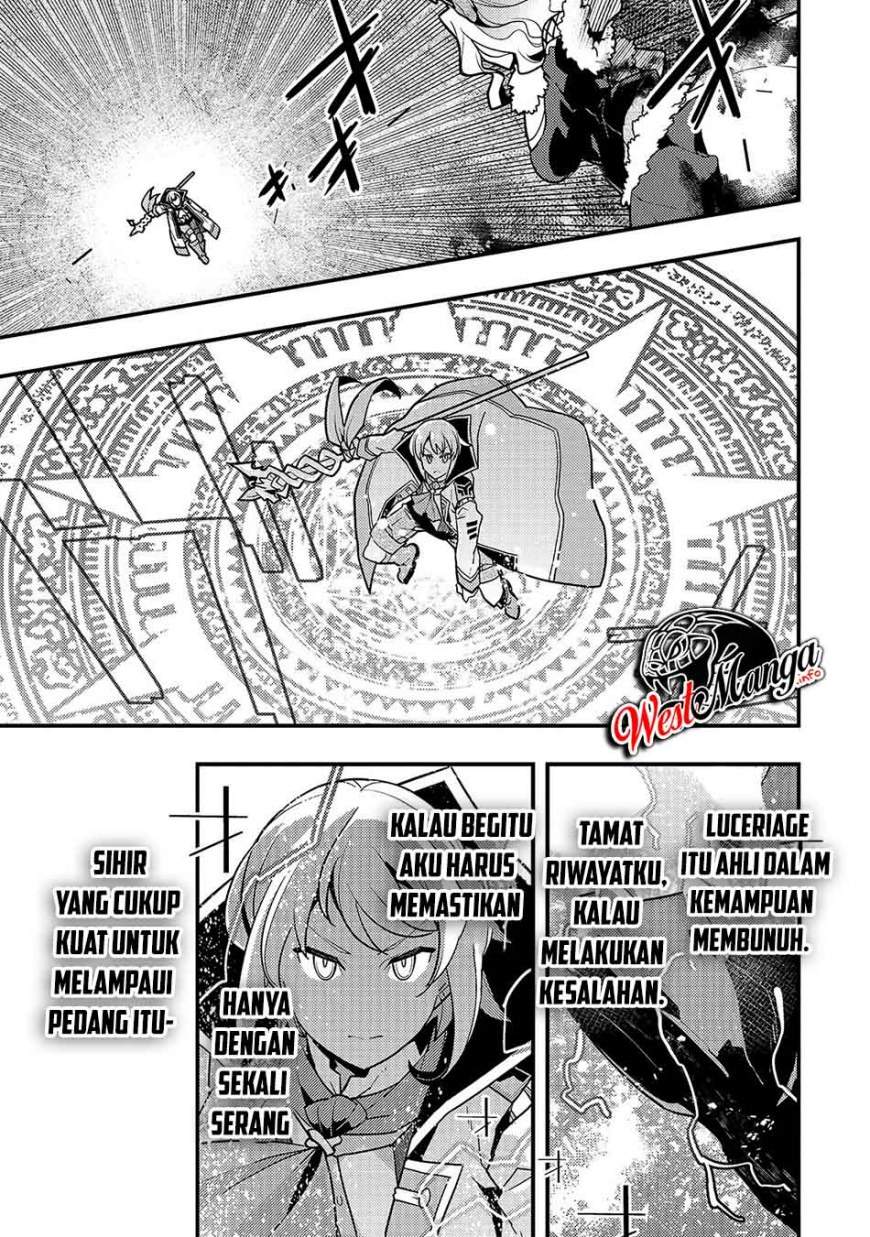 WESTMANGA
.info
LUCERIAGE
ITU AHLI DALAM
KEMAMPUAN
MEMBUNUH.
TAMAT
RIWAYATKU,
KALAU
MELAKUKAN
KESALAHAN.
KALAU BEGITU
AKU HARUS
MEMASTIKAN
HANYA
DENGAN
SEKALI
SERANG
SIHIR
YANG CUKUP
KUAT UNTUK
MELAMPAUI
PEDANG ITU-